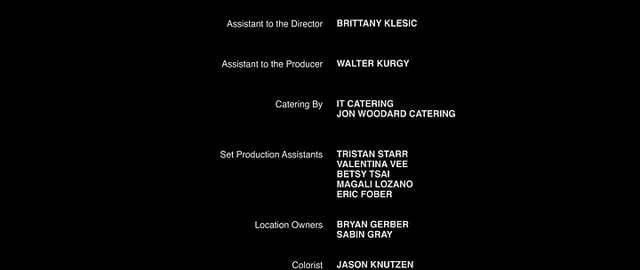 Assistant to the Director BRITTANY KLESIC
Assistant to the Producer WALTER KURGY
Catering By IT CATERING
JON WOODARD CATERING
Set Production Assistants TRISTAN STARR
VALENTINA VEE
BETSY TSAI
MAGALI LOZANO
ERIC FOBER
Location Owners BRYAN GERBER
SABIN GRAY
Colorist JASON KNUTZEN